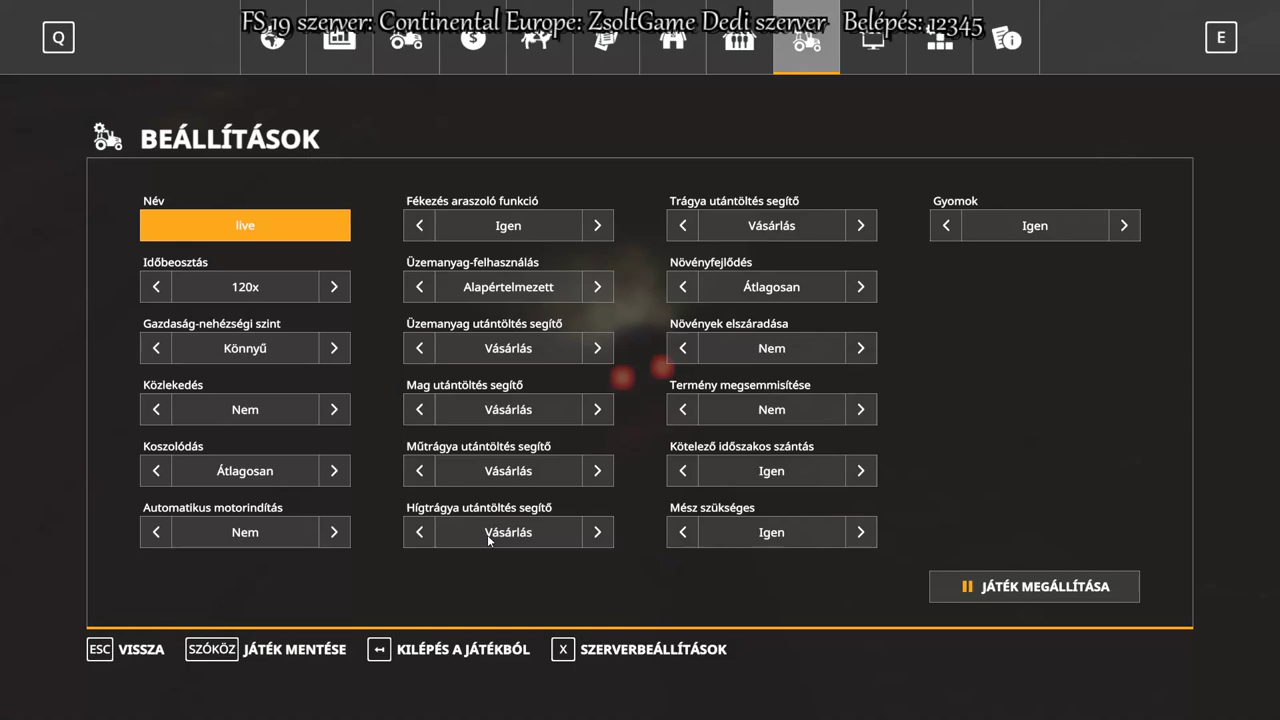 FS 19 szerver: Continental Europe: ZsoltGame Dedi szerver Belépés: 12345
Q
E
BEÁLLÍTÁSOK
Név
live
Időbeosztás
120x
Gazdaság-nehézségi szint
Könnyű
Közlekedés
Nem
Koszolódás
Átlagosan
Automatikus motorindítás
Nem
Fékezés araszoló funkció
Igen
Üzemanyag-felhasználás
Alapértelmezett
Üzemanyag utántöltés segítő
Vásárlás
Mag utántöltés segítő
Vásárlás
Műtrágya utántöltés segítő
Vásárlás
Hígtrágya utántöltés segítő
Vásárlás
Trágya utántöltés segítő
Vásárlás
Növényfejlődés
Átlagosan
Növények elszáradása
Nem
Termény megsemmisítése
Nem
Kötelező időszakos szántás
Igen
Mész szükséges
Igen
Gyomok
Igen
JÁTÉK MEGÁLLÍTÁSA
ESC VISSZA SZÓKÖZ JÁTÉK MENTÉSE KILÉPÉS A JÁTÉKBÓL X SZERVERBEÁLLÍTÁSOK